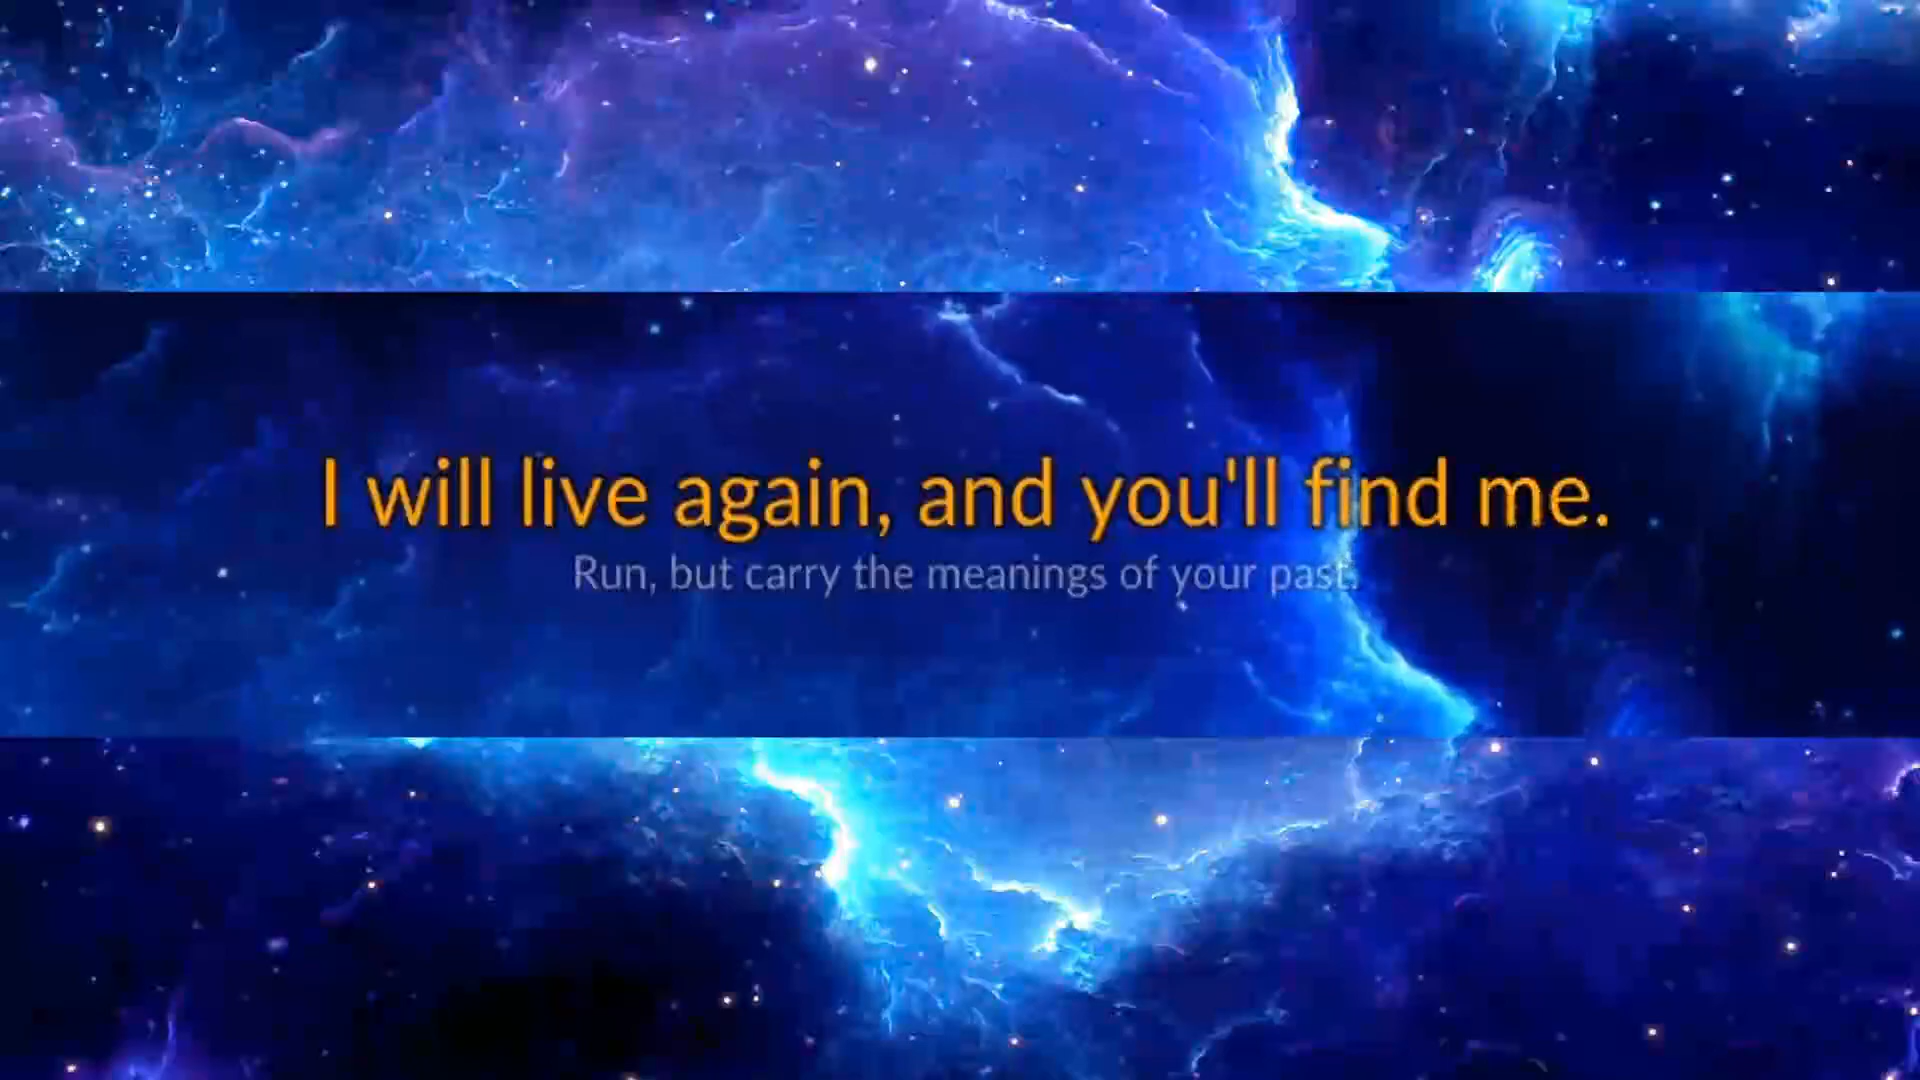 I will live again, and you'll find me.
Run, but carry the meanings of your past.